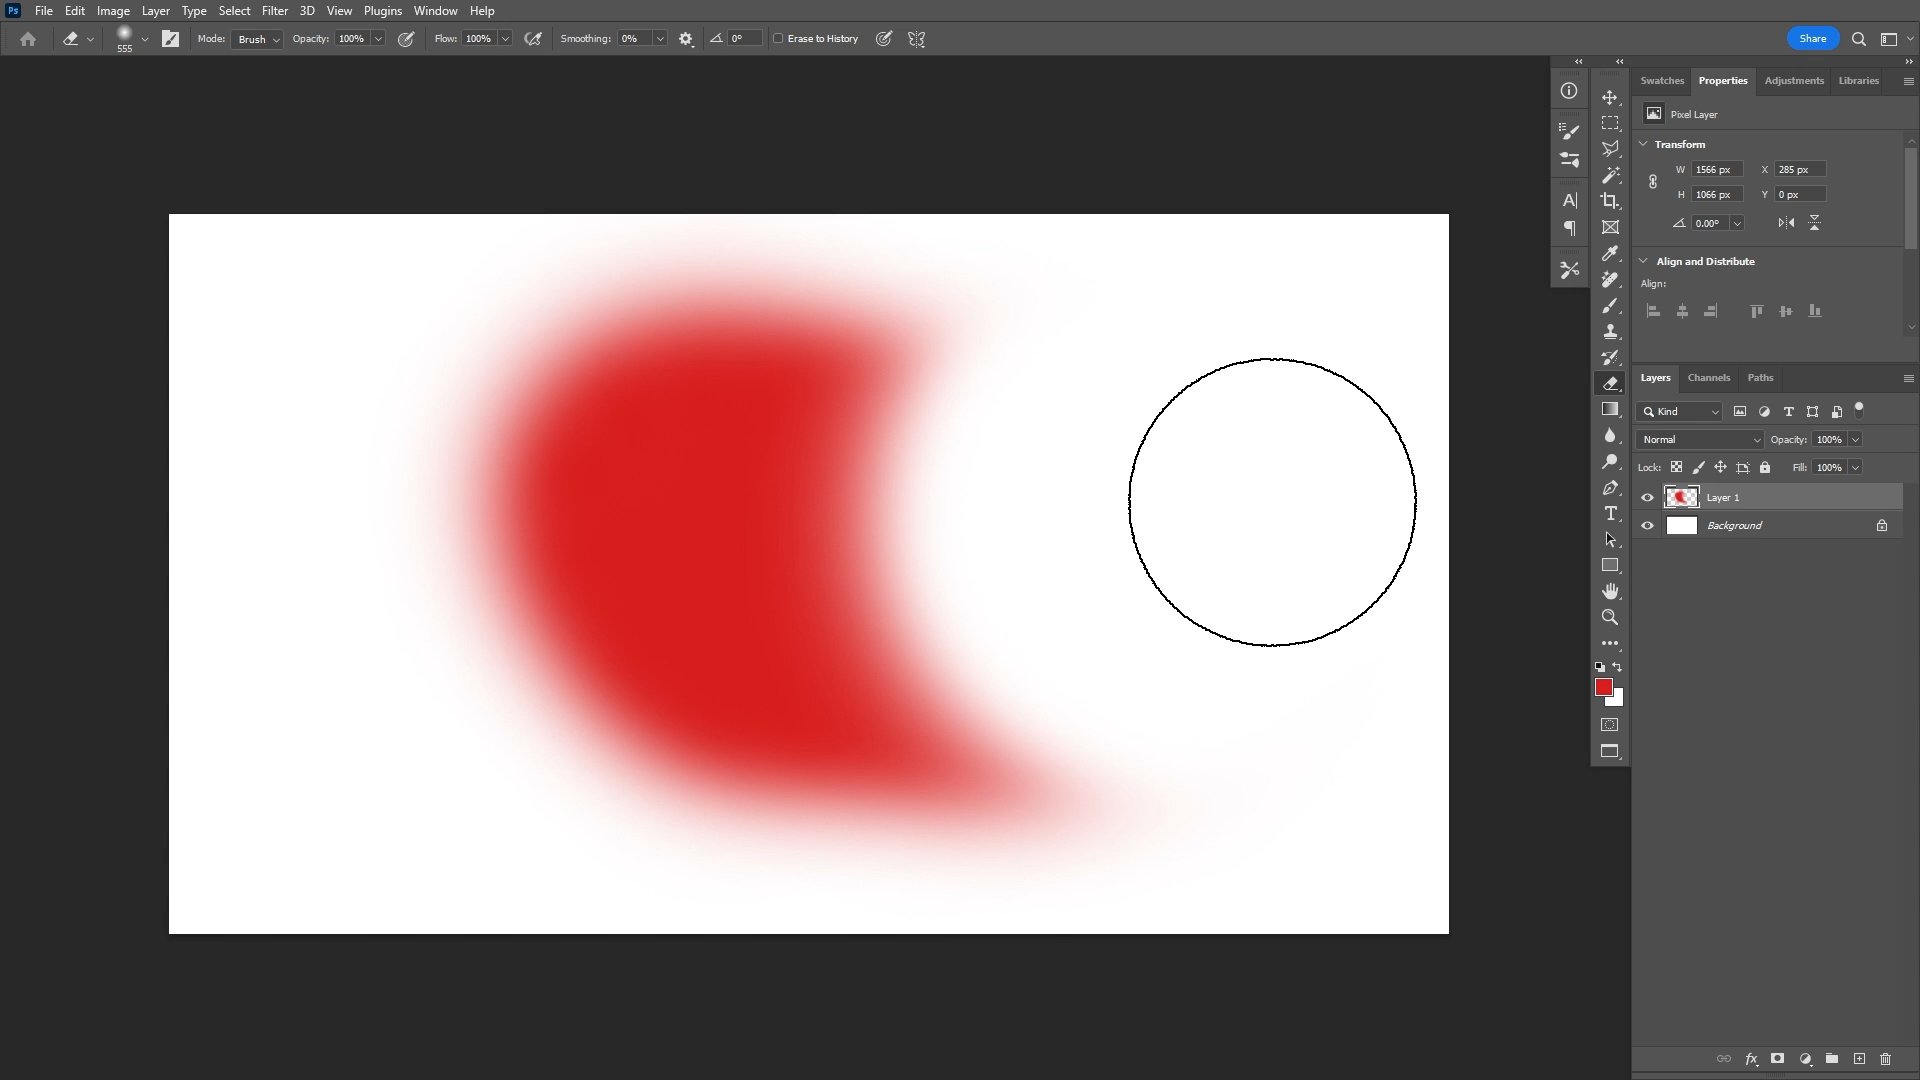 Ps File Edit Image Layer Type Select Filter 3D View Plugins Window Help
555 Mode: Brush Opacity: 100% Flow: 100% Smoothing: 0% 0° Erase to History Share
Swatches Properties Adjustments Libraries
Pixel Layer
Transform
W 1566 px X 285 px
H 1066 px Y 0 px
0.00°
Align and Distribute
Align:
Layers Channels Paths
Kind
Normal Opacity: 100%
Lock: Fill: 100%
Layer 1
Background
fx